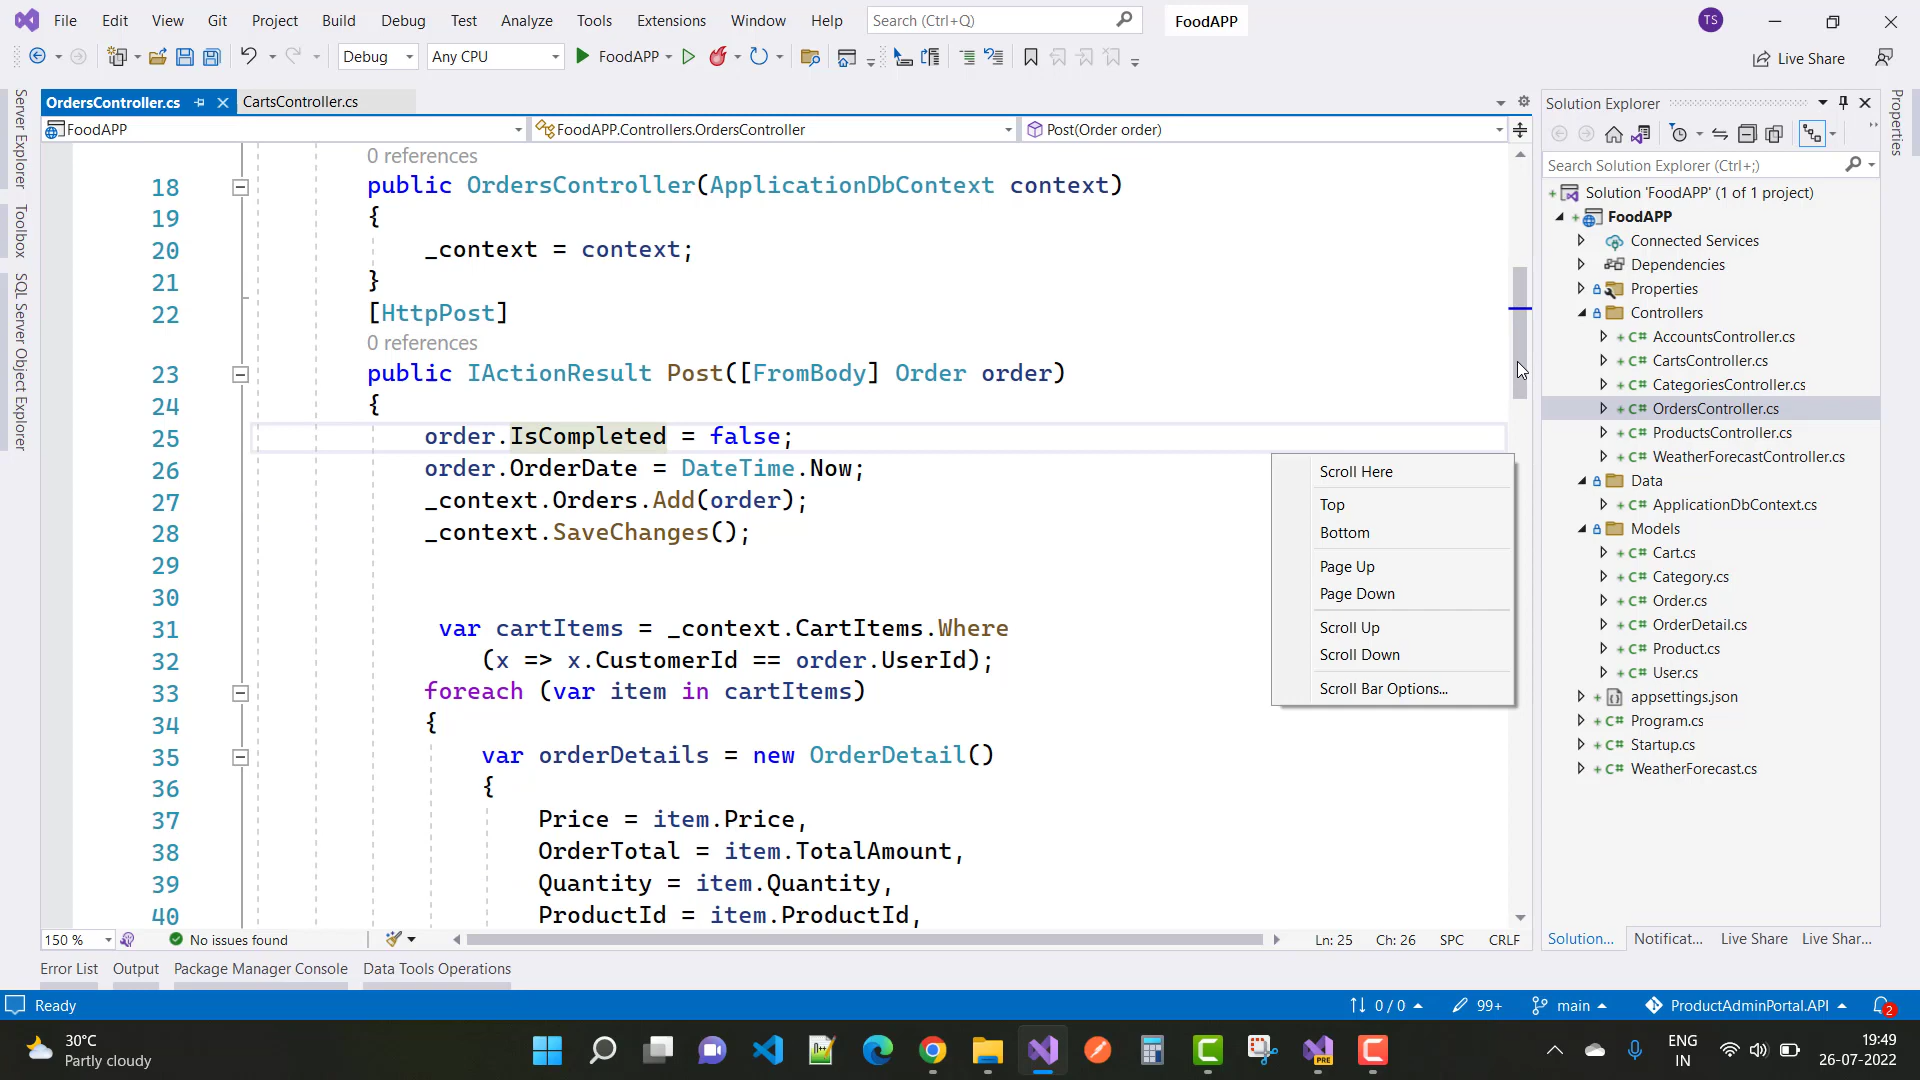 File Edit View Git Project Build Debug Test Analyze Tools Extensions Window Help Search (Ctrl+Q) FoodAPP TS
Debug Any CPU FoodAPP Live Share
OrdersController.cs CartsController.cs
FoodAPP FoodAPP.Controllers.OrdersController Post(Order order)
0 references
18 public OrdersController(ApplicationDbContext context)
19 {
20 _context = context;
21 }
22 [HttpPost]
0 references
23 public IActionResult Post([FromBody] Order order)
24 {
25 order.IsCompleted = false;
26 order.OrderDate = DateTime.Now;
27 _context.Orders.Add(order);
28 _context.SaveChanges();
29
30
31 var cartItems = _context.CartItems.Where
32 (x => x.CustomerId == order.UserId);
33 foreach (var item in cartItems)
34 {
35 var orderDetails = new OrderDetail()
36 {
37 Price = item.Price,
38 OrderTotal = item.TotalAmount,
39 Quantity = item.Quantity,
40 ProductId = item.ProductId,
Scroll Here
Top
Bottom
Page Up
Page Down
Scroll Up
Scroll Down
Scroll Bar Options...
Server Explorer
Toolbox
SQL Server Object Explorer
Solution Explorer
Search Solution Explorer (Ctrl+;)
Solution 'FoodAPP' (1 of 1 project)
FoodAPP
Connected Services
Dependencies
Properties
Controllers
C# AccountsController.cs
C# CartsController.cs
C# CategoriesController.cs
C# OrdersController.cs
C# ProductsController.cs
C# WeatherForecastController.cs
Data
C# ApplicationDbContext.cs
Models
C# Cart.cs
C# Category.cs
C# Order.cs
C# OrderDetail.cs
C# Product.cs
C# User.cs
appsettings.json
C# Program.cs
C# Startup.cs
C# WeatherForecast.cs
Properties
150 % No issues found Ln: 25 Ch: 26 SPC CRLF
Solution... Notificat... Live Share Live Shar...
Error List Output Package Manager Console Data Tools Operations
Ready 0 / 0 99+ main ProductAdminPortal.API 2
30°C
Partly cloudy
PRE
ENG
IN
19:49
26-07-2022